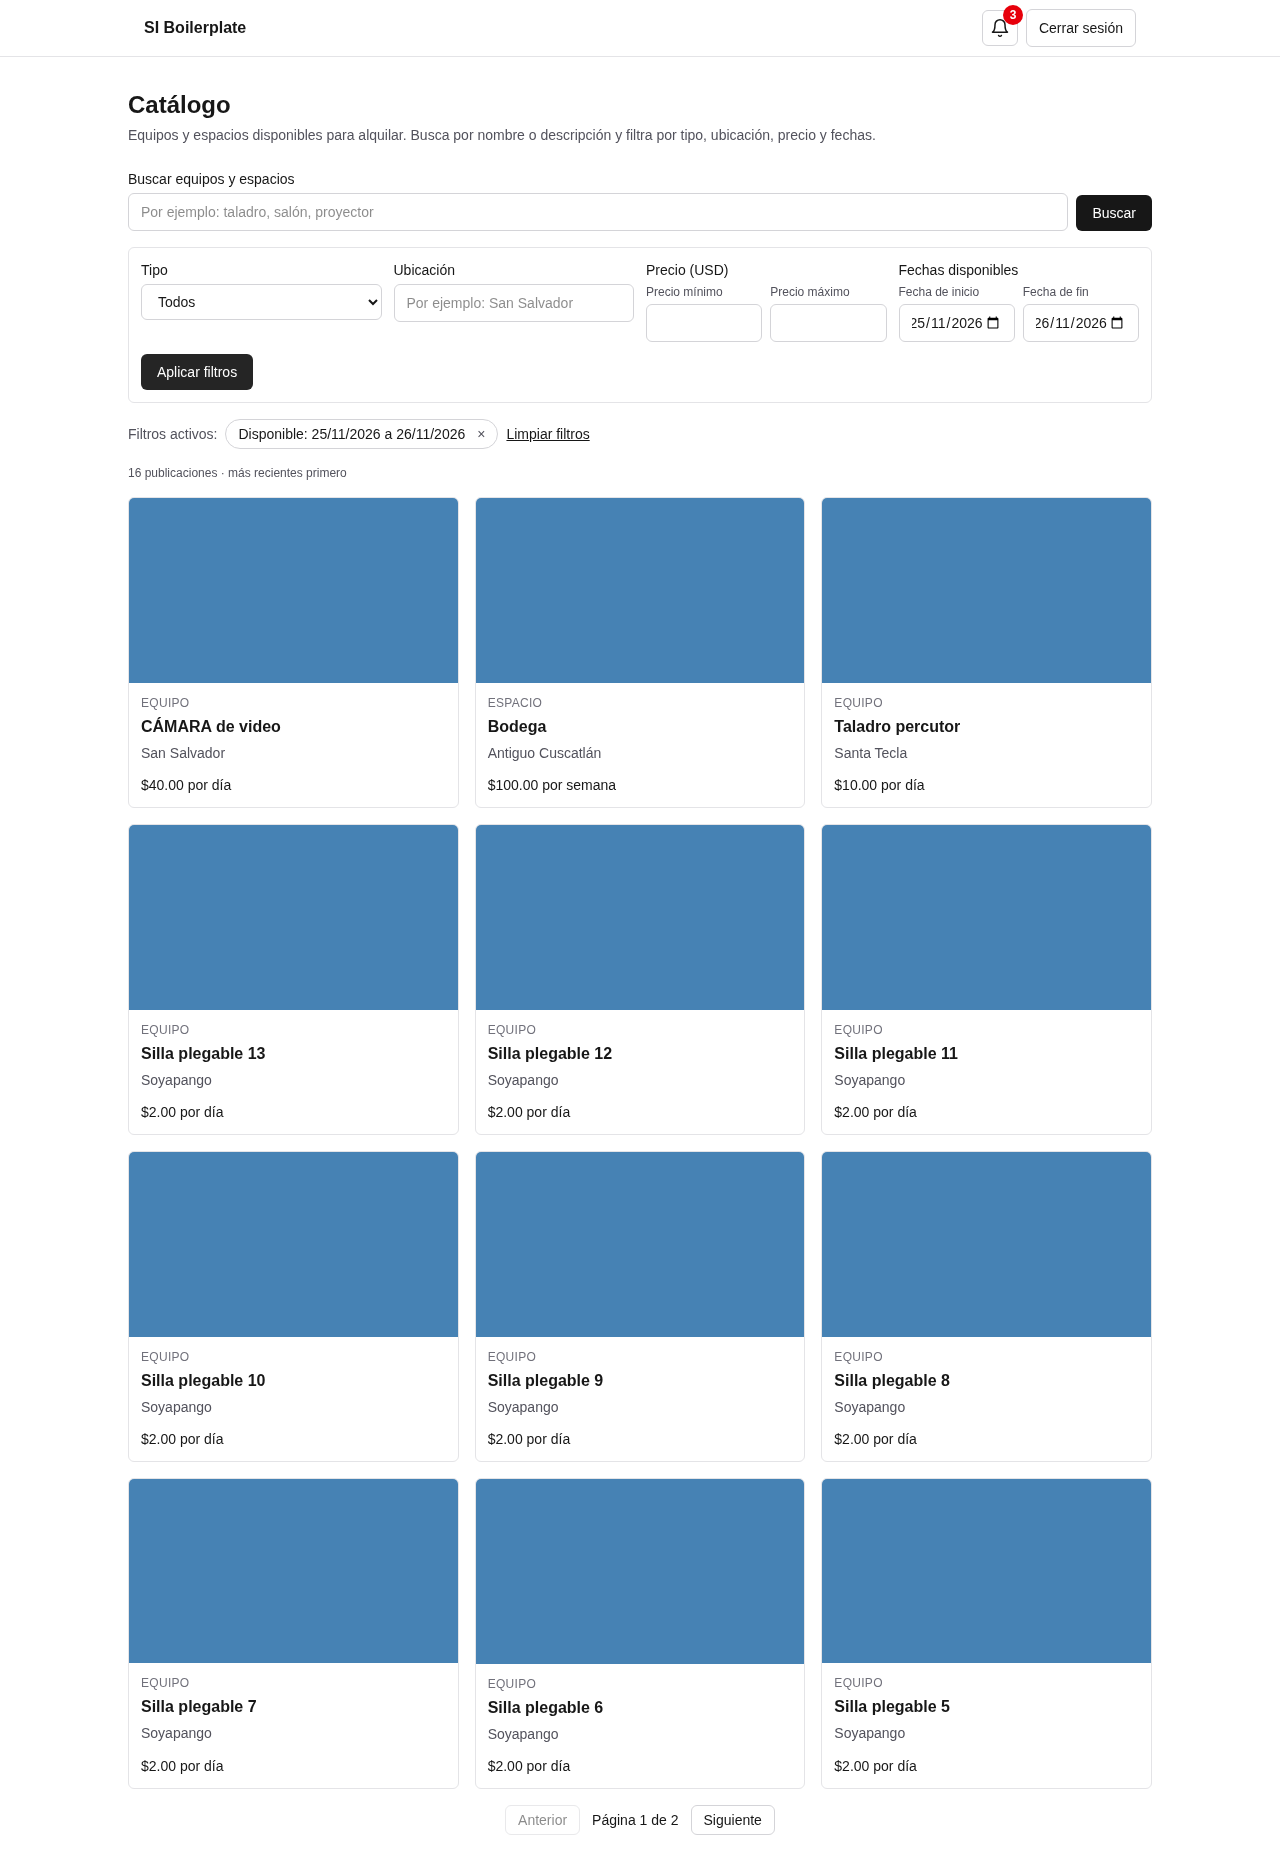 SI Boilerplate
3
Cerrar sesión
Catálogo
Equipos y espacios disponibles para alquilar. Busca por nombre o descripción y filtra por tipo, ubicación, precio y fechas.
Buscar equipos y espacios
Por ejemplo: taladro, salón, proyector
Buscar
Tipo
Ubicación
Precio (USD)
Fechas disponibles
Precio mínimo
Precio máximo
Fecha de inicio
Fecha de fin
Todos
Por ejemplo: San Salvador
25/11/2026
26/11/2026
Aplicar filtros
Filtros activos: Disponible: 25/11/2026 a 26/11/2026 × Limpiar filtros
16 publicaciones · más recientes primero
EQUIPO
CÁMARA de video
San Salvador
$40.00 por día
ESPACIO
Bodega
Antiguo Cuscatlán
$100.00 por semana
EQUIPO
Taladro percutor
Santa Tecla
$10.00 por día
EQUIPO
Silla plegable 13
Soyapango
$2.00 por día
EQUIPO
Silla plegable 12
Soyapango
$2.00 por día
EQUIPO
Silla plegable 11
Soyapango
$2.00 por día
EQUIPO
Silla plegable 10
Soyapango
$2.00 por día
EQUIPO
Silla plegable 9
Soyapango
$2.00 por día
EQUIPO
Silla plegable 8
Soyapango
$2.00 por día
EQUIPO
Silla plegable 7
Soyapango
$2.00 por día
EQUIPO
Silla plegable 6
Soyapango
$2.00 por día
EQUIPO
Silla plegable 5
Soyapango
$2.00 por día
Anterior
Página 1 de 2
Siguiente